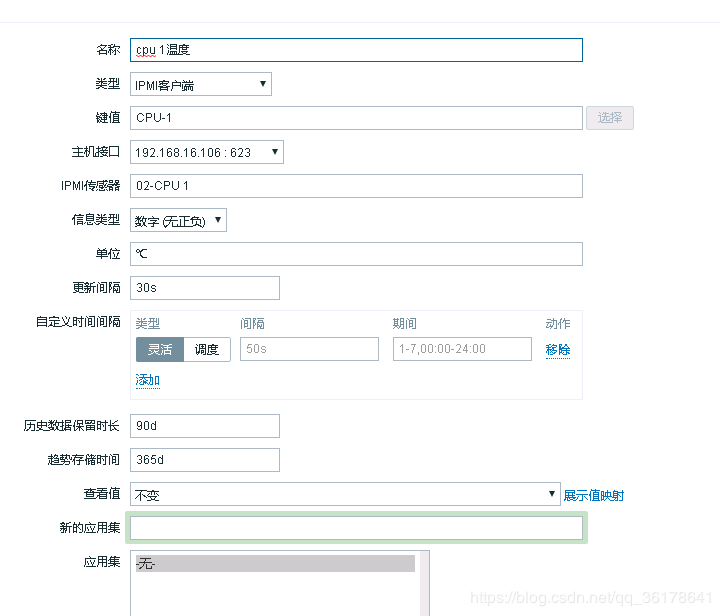 名称 cpu 1温度
类型 IPMI客户端
键值 CPU-1 选择
主机接口 192.168.16.106 : 623
IPMI传感器 02-CPU 1
信息类型 数字 (无正负)
单位 ℃
更新间隔 30s
自定义时间间隔 类型 间隔 期间 动作
灵活 调度 50s 1-7,00:00-24:00 移除
添加
历史数据保留时长 90d
趋势存储时间 365d
查看值 不变 展示值映射
新的应用集
应用集 -无-
https://blog.csdn.net/qq_36178641